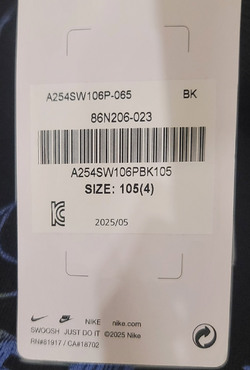 A254SW106P-065 BK
86N206-023
A254SW106PBK105
SIZE: 105(4)
2025/05
NIKE nike.com
SWOOSH JUST DO IT ©2025 Nike
RN#81917 / CA#18702